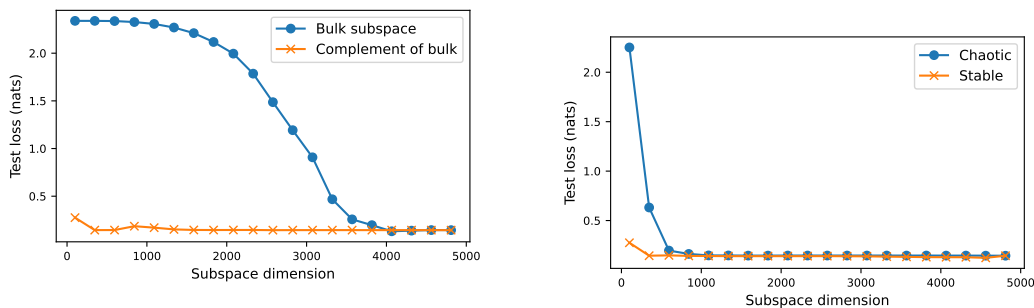 Test loss (nats)
2.0
1.5
1.0
0.5
Bulk subspace
Complement of bulk
0 1000 2000 3000 4000 5000
Subspace dimension
Test loss (nats)
2.0
1.5
1.0
0.5
Chaotic
Stable
0 1000 2000 3000 4000 5000
Subspace dimension